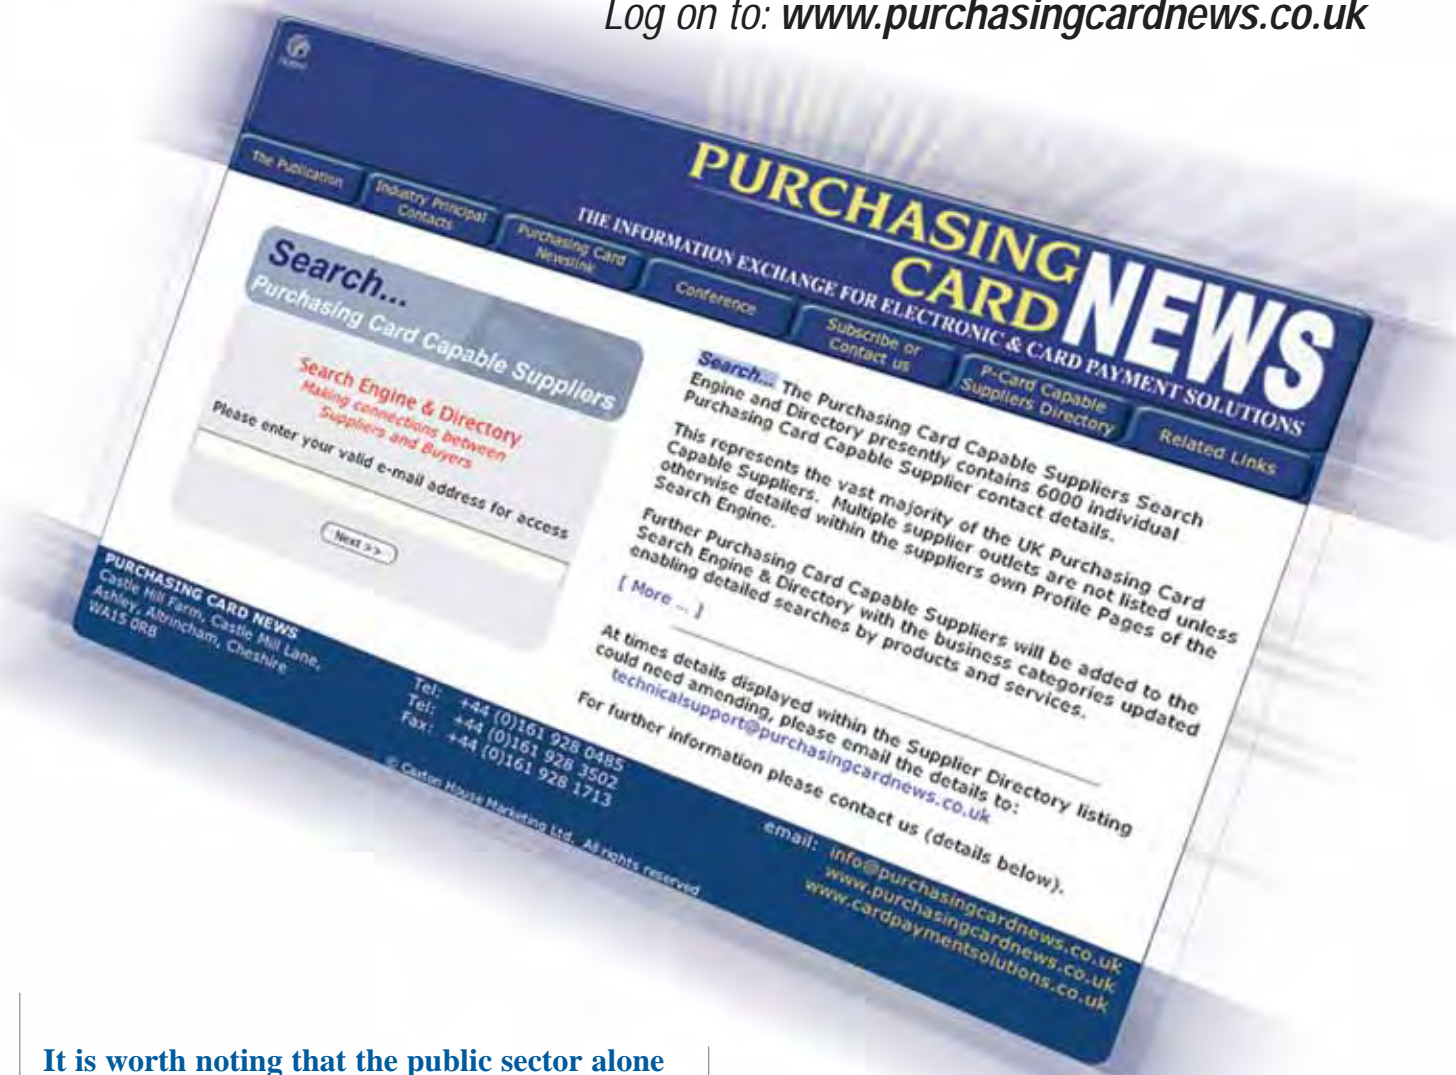 Log on to: www.purchasingcardnews.co.uk
Home
PURCHASING
CARD
NEWS
THE INFORMATION EXCHANGE FOR ELECTRONIC & CARD PAYMENT SOLUTIONS
The Publication
Industry Principal
Contacts
Purchasing Card
Newslink
Conference
Subscribe or
Contact us
P-Card Capable
Suppliers Directory
Related Links
Search...
Purchasing Card Capable Suppliers
Search Engine & Directory
Making connections between
Suppliers and Buyers
Please enter your valid e-mail address for access
Next >>
Search... The Purchasing Card Capable Suppliers Search
Engine and Directory presently contains 6000 individual
Purchasing Card Capable Supplier contact details.
This represents the vast majority of the UK Purchasing Card
Capable Suppliers. Multiple supplier outlets are not listed unless
otherwise detailed within the suppliers own Profile Pages of the
Search Engine.
Further Purchasing Card Capable Suppliers will be added to the
Search Engine & Directory with the business categories updated
enabling detailed searches by products and services.
[ More ... ]
At times details displayed within the Supplier Directory listing
could need amending, please email the details to:
technicalsupport@purchasingcardnews.co.uk
For further information please contact us (details below).
PURCHASING CARD NEWS
Castle Hill Farm, Castle Mill Lane,
Ashley, Altrincham, Cheshire
WA15 0RB
Tel: +44 (0)161 928 0485
Tel: +44 (0)161 928 3502
Fax: +44 (0)161 928 1713
© Caxton House Marketing Ltd. All rights reserved
email: info@purchasingcardnews.co.uk
www.purchasingcardnews.co.uk
www.cardpaymentsolutions.co.uk
It is worth noting that the public sector alone